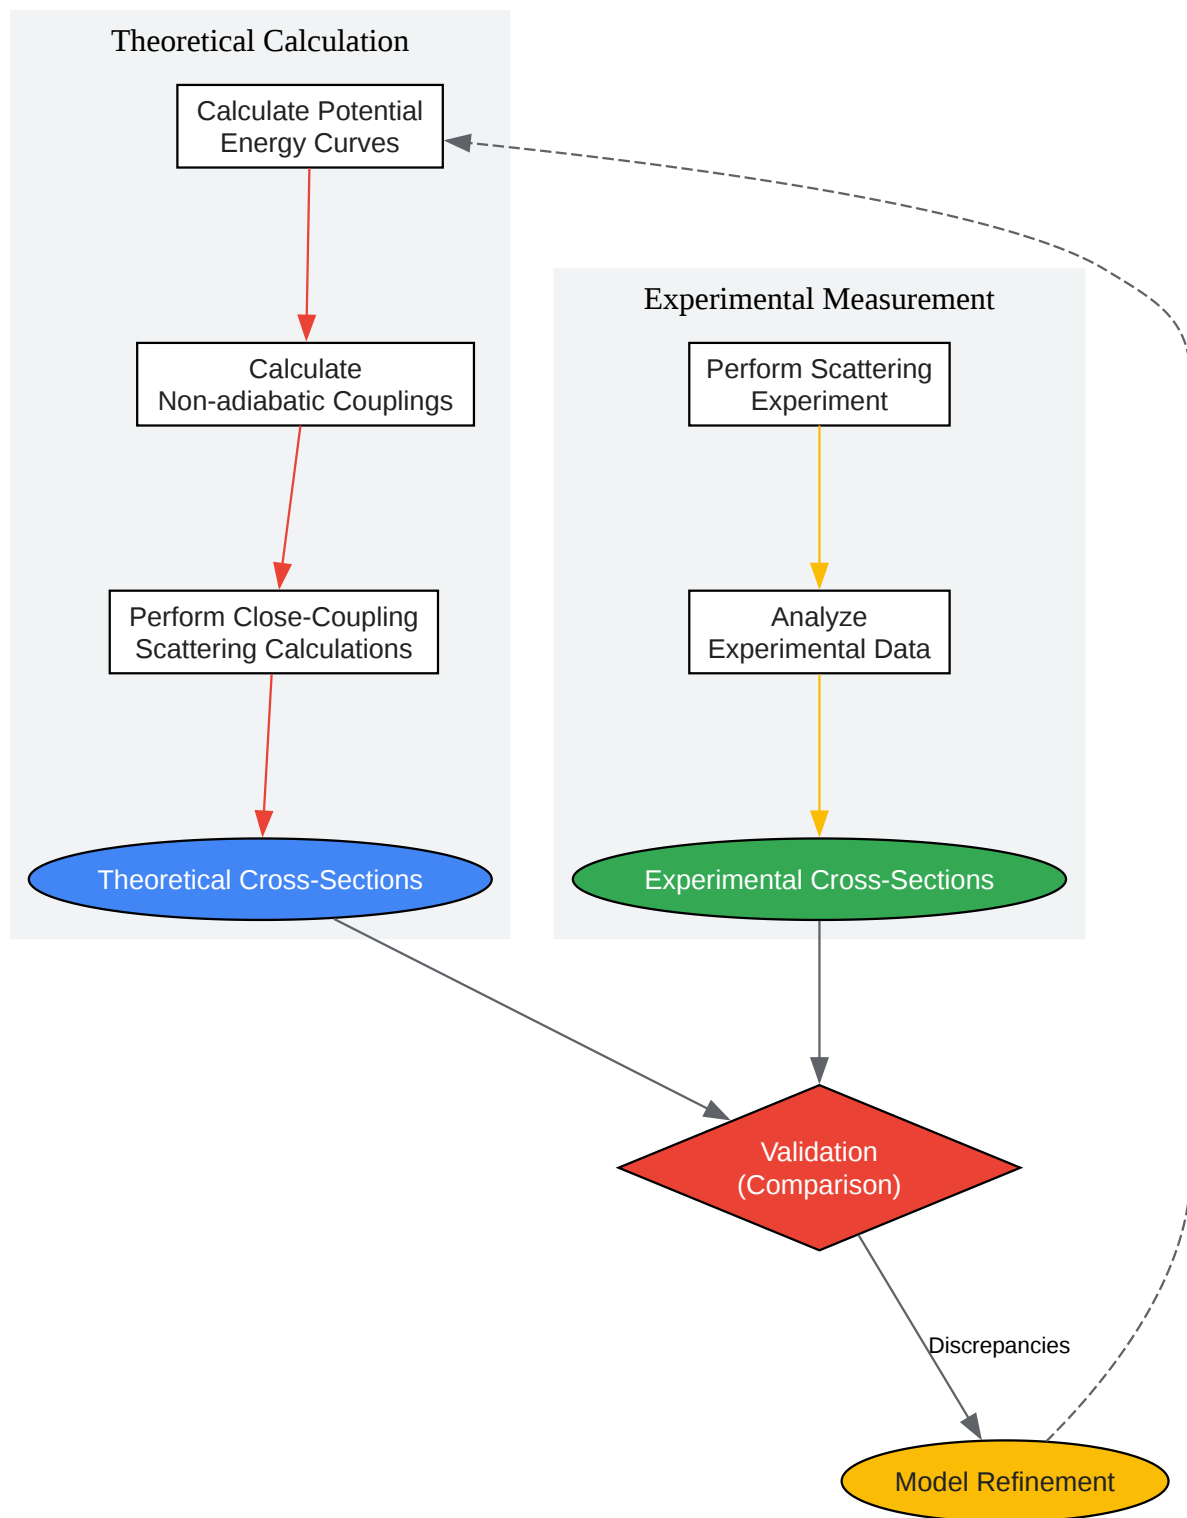 Theoretical Calculation
Calculate Potential
Energy Curves
Calculate
Non-adiabatic Couplings
Perform Close-Coupling
Scattering Calculations
Theoretical Cross-Sections
Experimental Measurement
Perform Scattering
Experiment
Analyze
Experimental Data
Experimental Cross-Sections
Validation
(Comparison)
Discrepancies
Model Refinement